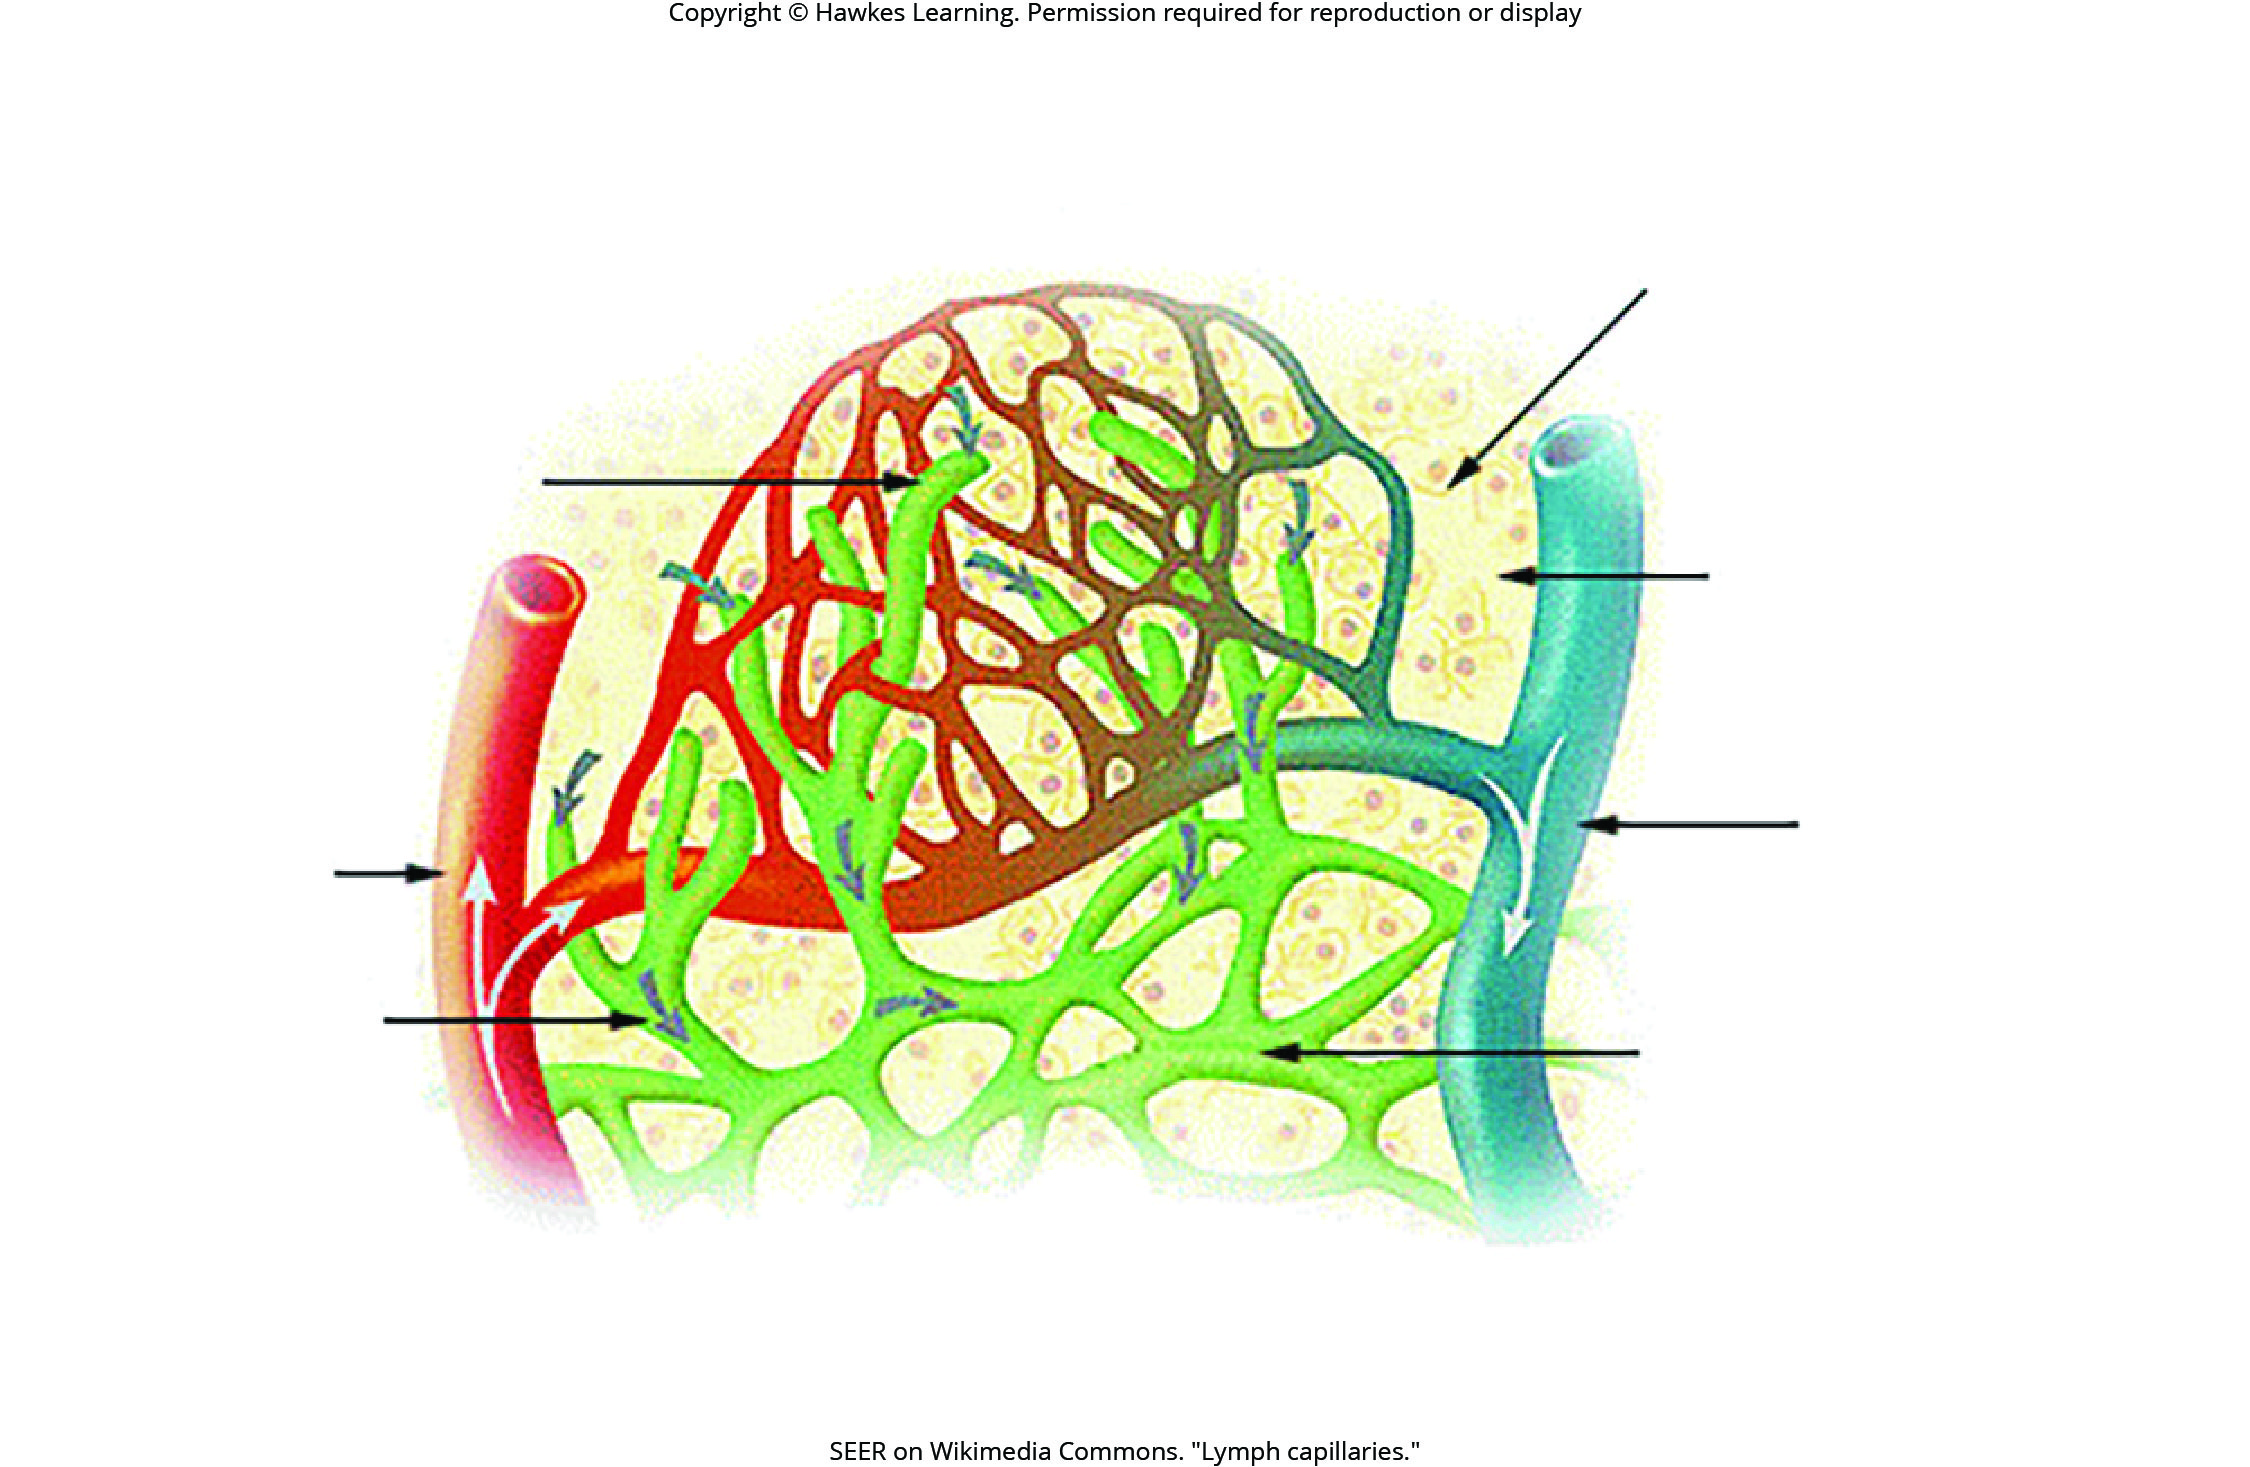 Copyright © Hawkes Learning. Permission required for reproduction or display
SEER on Wikimedia Commons. "Lymph capillaries."